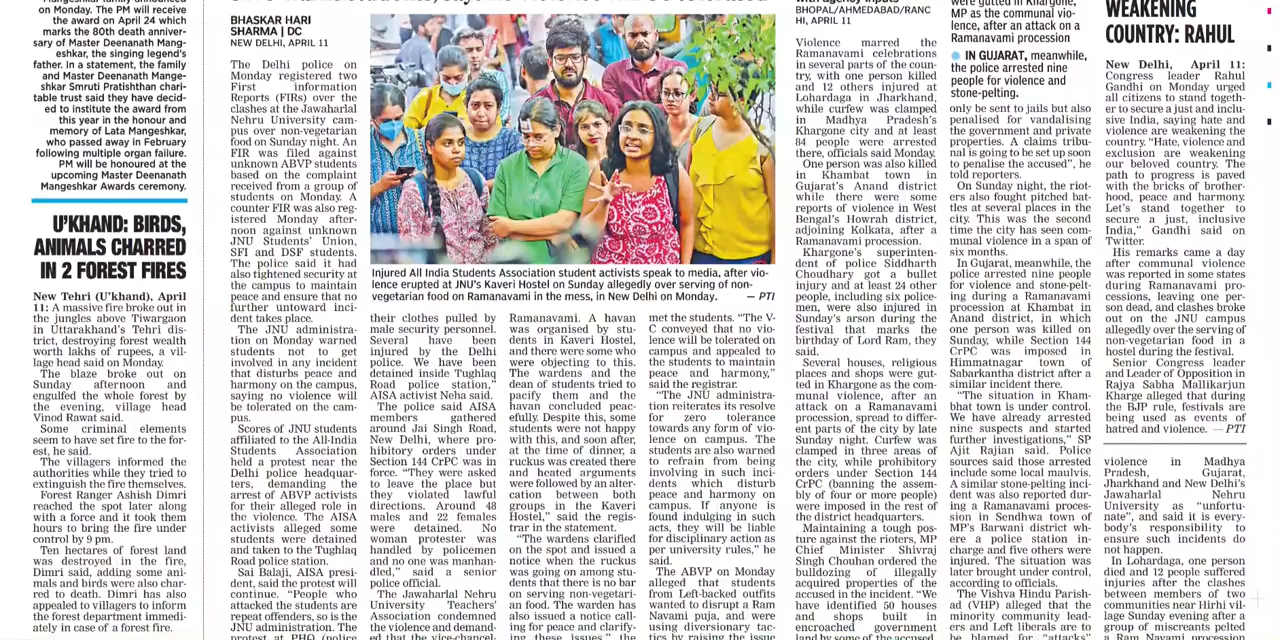 Mangeshkar family announced
on Monday. The PM will receive
the award on April 24 which
marks the 80th death anniver-
sary of Master Deenanath Mang-
eshkar, the singing legend's
father. In a statement, the family
and Master Deenanath Mange-
shkar Smruti Pratishthan chari-
table trust said they have decid-
ed to institute the award from
this year in the honour and
memory of Lata Mangeshkar,
who passed away in February
following multiple organ failure.
PM will be honoured at the
upcoming Master Deenanath
Mangeshkar Awards ceremony.
U'KHAND: BIRDS,
ANIMALS CHARRED
IN 2 FOREST FIRES
New Tehri (U'khand), April
11: A massive fire broke out in
the jungles above Tiwargaon
in Uttarakhand's Tehri dis-
trict, destroying forest wealth
worth lakhs of rupees, a vil-
lage head said on Monday.
The blaze broke out on
Sunday afternoon and
engulfed the whole forest by
the evening, village head
Vinod Rawat said.
Some criminal elements
seem to have set fire to the for-
est, he said.
The villagers informed the
authorities while they tried to
extinguish the fire themselves.
Forest Ranger Ashish Dimri
reached the spot later along
with a force and it took them
hours to bring the fire under
control by 9 pm.
Ten hectares of forest land
was destroyed in the fire,
Dimri said, adding some ani-
mals and birds were also char-
red to death. Dimri has also
appealed to villagers to inform
the forest department immedi-
ately in case of a forest fire.
BHASKAR HARI
SHARMA | DC
NEW DELHI, APRIL 11
The Delhi police on
Monday registered two
First information
Reports (FIRs) over the
clashes at the Jawaharlal
Nehru University cam-
pus over non-vegetarian
food on Sunday night. An
FIR was filed against
unknown ABVP students
based on the complaint
received from a group of
students on Monday. A
counter FIR was also reg-
istered Monday after-
noon against unknown
JNU Students' Union,
SFI and DSF students.
The police said it had
also tightened security at
the campus to maintain
peace and ensure that no
further untoward inci-
dent takes place.
The JNU administra-
tion on Monday warned
students not to get
involved in any incident
that disturbs peace and
harmony on the campus,
saying no violence will
be tolerated on the cam-
pus.
Scores of JNU students
affiliated to the All-India
Students Association
held a protest near the
Delhi police headquar-
ters, demanding the
arrest of ABVP activists
for their alleged role in
the violence. The AISA
activists alleged some
students were detained
and taken to the Tughlaq
Road police station.
Sai Balaji, AISA presi-
dent, said the protest will
continue. "People who
attacked the students are
repeat offenders, so is the
JNU administration. The
protest at PHQ (police
Injured All India Students Association student activists speak to media, after vio-
lence erupted at JNU's Kaveri Hostel on Sunday allegedly over serving of non-
vegetarian food on Ramanavami in the mess, in New Delhi on Monday. — PTI
their clothes pulled by
male security personnel.
Several have been
injured by the Delhi
police. We have been
detained inside Tughlaq
Road police station,"
AISA activist Neha said.
The police said AISA
members gathered
around Jai Singh Road,
New Delhi, where pro-
hibitory orders under
Section 144 CrPC was in
force. "They were asked
to leave the place but
they violated lawful
directions. Around 48
males and 22 females
were detained. No
woman protester was
handled by policemen
and no one was manhan-
dled," said a senior
police official.
The Jawaharlal Nehru
University Teachers'
Association condemned
the violence and demand-
ed that the vice-chancel-
Ramanavami. A havan
was organised by stu-
dents in Kaveri Hostel,
and there were some who
were objecting to this.
The wardens and the
dean of students tried to
pacify them and the
havan concluded peac-
efully. Despite this, some
students were not happy
with this, and soon after,
at the time of dinner, a
ruckus was created there
and heated arguments
were followed by an alter-
cation between both
groups in the Kaveri
Hostel," said the regis-
trar in the statement.
"The wardens clarified
on the spot and issued a
notice when the ruckus
was going on among stu-
dents that there is no bar
on serving non-vegetari-
an food. The warden has
also issued a notice call-
ing for peace and clarify-
ing these issues," the
met the students. "The V-
C conveyed that no vio-
lence will be tolerated on
campus and appealed to
the students to maintain
peace and harmony,"
said the registrar.
"The JNU administra-
tion reiterates its resolve
for zero tolerance
towards any form of vio-
lence on campus. The
students are also warned
to refrain from being
involving in such inci-
dents which disturb
peace and harmony on
campus. If anyone is
found indulging in such
acts, they will be liable
for disciplinary action as
per university rules," he
said.
The ABVP on Monday
alleged that students
from Left-backed outfits
wanted to disrupt a Ram
Navami puja, and were
using diversionary tac-
tics by raising the issue
with agency inputs
BHOPAL/AHMEDABAD/RANC
HI, APRIL 11
Violence marred the
Ramanavami celebrations
in several parts of the coun-
try, with one person killed
and 12 others injured at
Lohardaga in Jharkhand,
while curfew was clamped
in Madhya Pradesh's
Khargone city and at least
84 people were arrested
there, officials said Monday.
One person was also killed
in Khambat town in
Gujarat's Anand district
while there were some
reports of violence in West
Bengal's Howrah district,
adjoining Kolkata, after a
Ramanavami procession.
Khargone's superinten-
dent of police Siddharth
Choudhary got a bullet
injury and at least 24 other
people, including six police-
men, were also injured in
Sunday's arson during the
festival that marks the
birthday of Lord Ram, they
said.
Several houses, religious
places and shops were gut-
ted in Khargone as the com-
munal violence, after an
attack on a Ramanavami
procession, spread to differ-
ent parts of the city by late
Sunday night. Curfew was
clamped in three areas of
the city, while prohibitory
orders under Section 144
CrPC (banning the assem-
bly of four or more people)
were imposed in the rest of
the district headquarters.
Maintaining a tough pos-
ture against the rioters, MP
Chief Minister Shivraj
Singh Chouhan ordered the
bulldozing of illegally
acquired properties of the
accused in the incident. "We
have identified 50 houses
and shops built in
encroached government
land by some of the accused
were gutted in Khargone,
MP as the communal vio-
lence, after an attack on a
Ramanavami procession
● IN GUJARAT, meanwhile,
the police arrested nine
people for violence and
stone-pelting.
only be sent to jails but also
penalised for vandalising
the government and private
properties. A claims tribu-
nal is going to be set up soon
to penalise the accused", he
told reporters.
On Sunday night, the riot-
ers also fought pitched bat-
tles at several places in the
city. This was the second
time the city has seen com-
munal violence in a span of
six months.
In Gujarat, meanwhile, the
police arrested nine people
for violence and stone-pelt-
ing during a Ramanavami
procession at Khambat in
Anand district, in which
one person was killed on
Sunday, while Section 144
CrPC was imposed in
Himmatnagar town of
Sabarkantha district after a
similar incident there.
"The situation in Kham-
bhat town is under control.
We have already arrested
nine suspects and started
further investigations," SP
Ajit Rajian said. Police
sources said those arrested
include some local maulvis.
A similar stone-pelting inci-
dent was also reported dur-
ing a Ramanavami proces-
sion in Sendhwa town of
MP's Barwani district wh-
ere a police station in-
charge and five others were
injured. The situation was
later brought under control,
according to officials.
The Vishva Hindu Parish-
ad (VHP) alleged that the
minority community lead-
ers and Left liberals are to
be blamed for "attacks"
WEAKENING
COUNTRY: RAHUL
New Delhi, April 11:
Congress leader Rahul
Gandhi on Monday urged
all citizens to stand togeth-
er to secure a just and inclu-
sive India, saying hate and
violence are weakening the
country. "Hate, violence and
exclusion are weakening
our beloved country. The
path to progress is paved
with the bricks of brother-
hood, peace and harmony.
Let's stand together to
secure a just, inclusive
India," Gandhi said on
Twitter.
His remarks came a day
after communal violence
was reported in some states
during Ramanavami pro-
cessions, leaving one per-
son dead, and clashes broke
out on the JNU campus
allegedly over the serving of
non-vegetarian food in a
hostel during the festival.
Senior Congress leader
and Leader of Opposition in
Rajya Sabha Mallikarjun
Kharge alleged that during
the BJP rule, festivals are
being used as events of
hatred and violence. — PTI
violence in Madhya
Pradesh, Gujarat,
Jharkhand and New Delhi's
Jawaharlal Nehru
University as "unfortu-
nate", and said it is every-
body's responsibility to
ensure such incidents do
not happen.
In Lohardaga, one person
died and 12 people suffered
injuries after the clashes
between members of two
communities near Hirhi vil-
lage Sunday evening after a
group of miscreants pelted
a Ram Navami procession